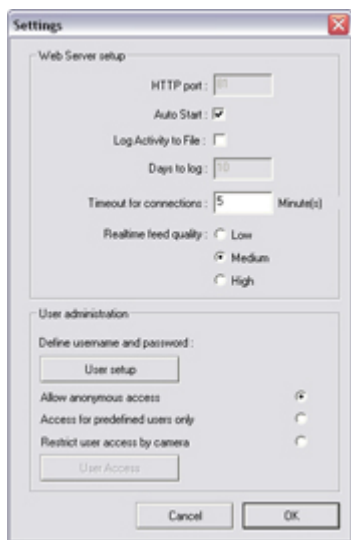 Settings
Web Server setup
HTTP port : 81
Auto Start :
Log Activity to File :
Days to log : 10
Timeout for connections : 5 Minute(s)
Realtime feed quality : Low
Medium
High
User administration
Define username and password :
User setup
Allow anonymous access
Access for predefined users only
Restrict user access by camera
User Access
Cancel OK